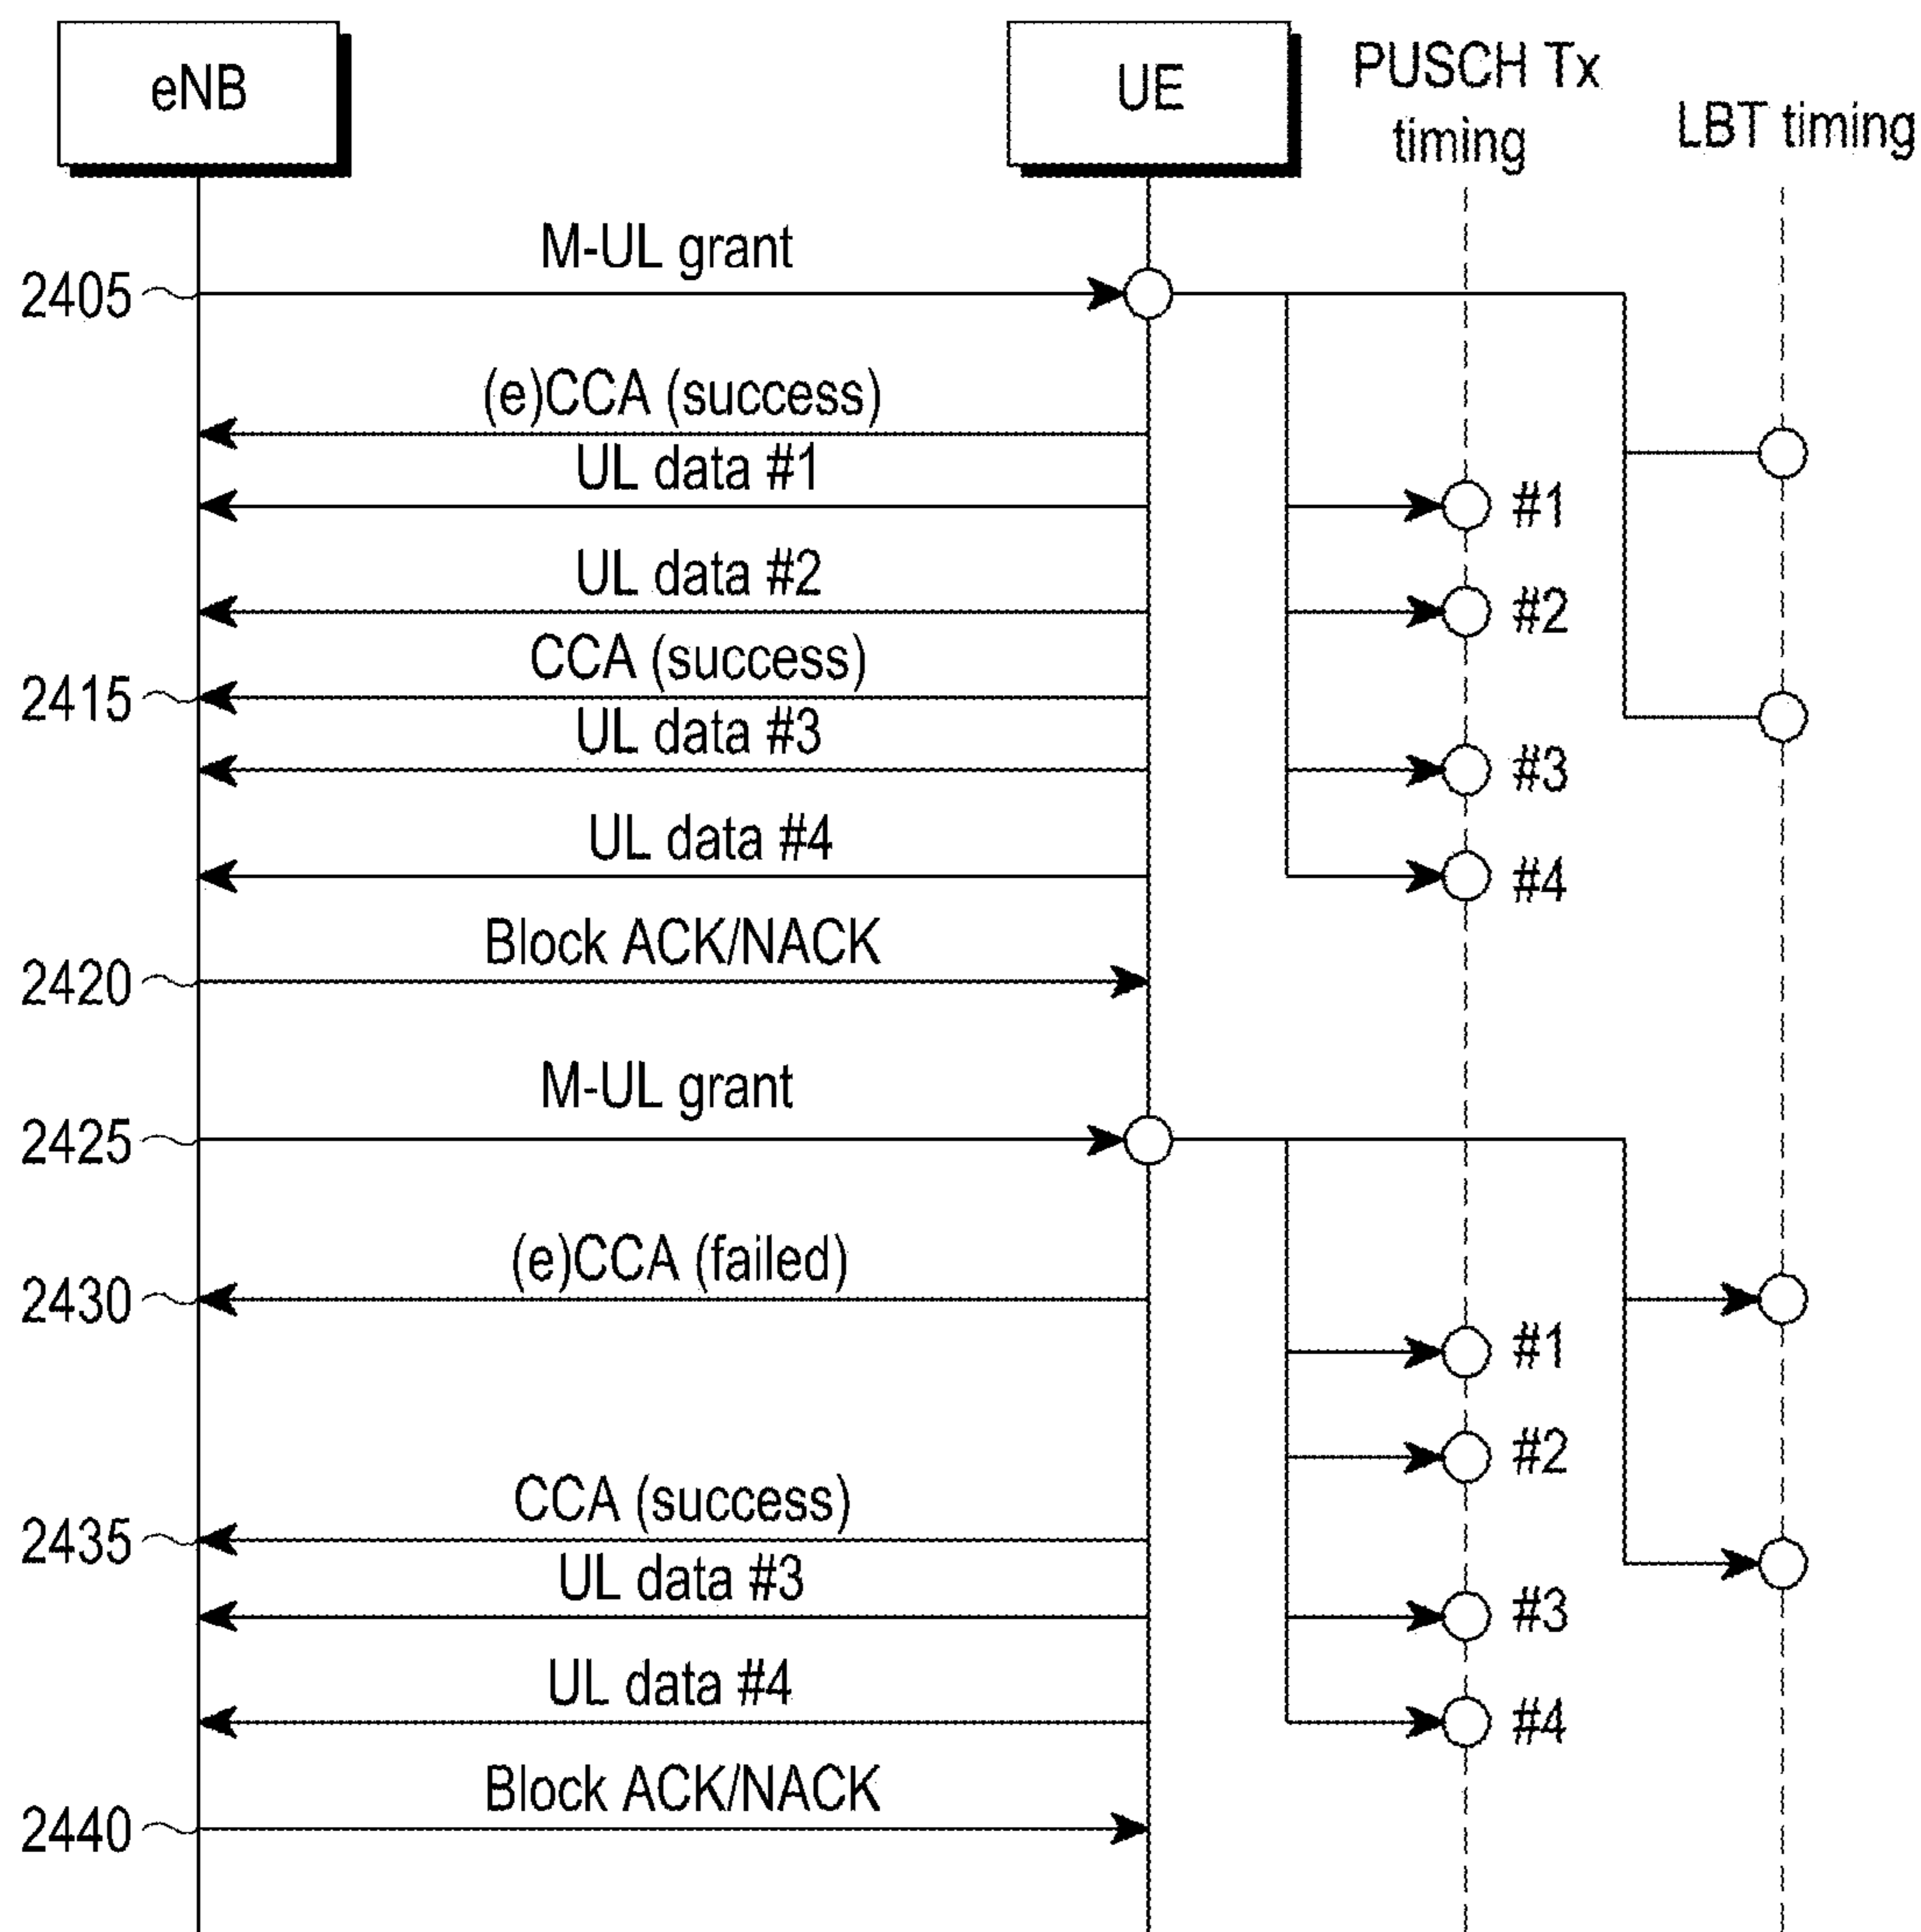 eNB
UE
PUSCH Tx
timing
LBT timing
M-UL grant
2405
(e)CCA (success)
UL data #1
#1
UL data #2
#2
CCA (success)
2415
UL data #3
#3
UL data #4
#4
Block ACK/NACK
2420
M-UL grant
2425
(e)CCA (failed)
2430
#1
#2
CCA (success)
2435
UL data #3
#3
UL data #4
#4
Block ACK/NACK
2440